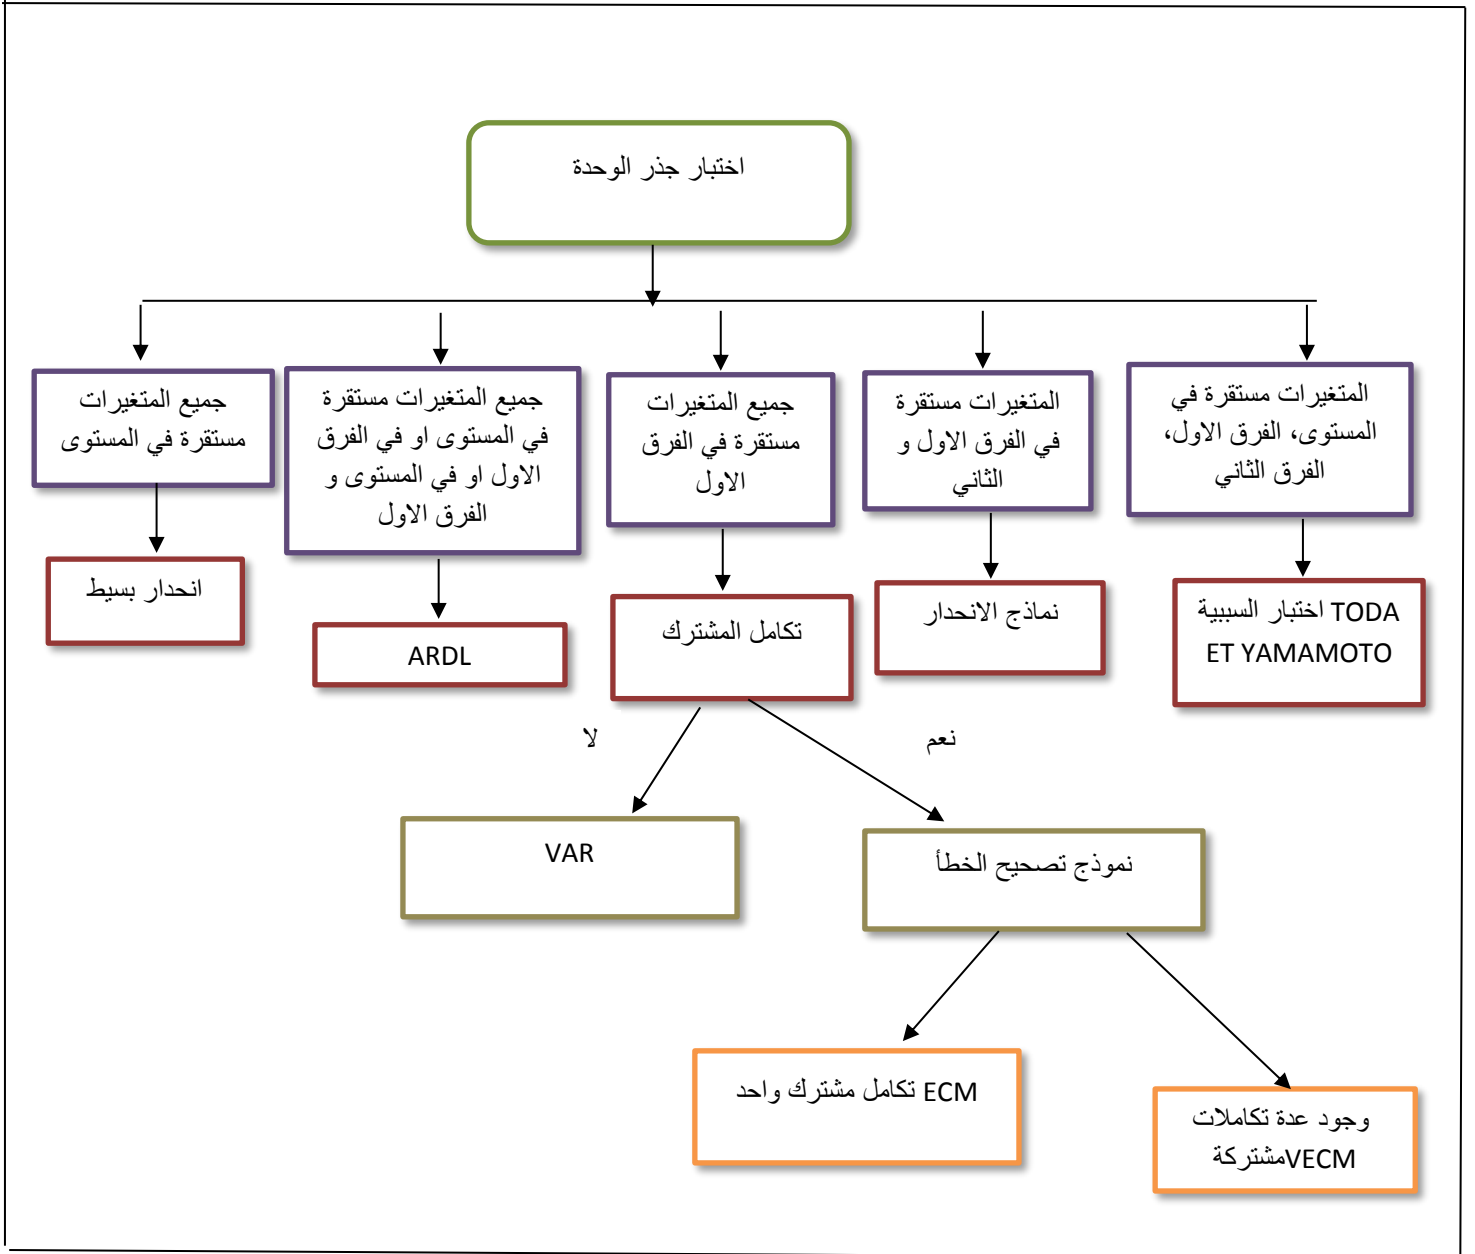 اختبار جذر الوحدة
المتغيرات مستقرة في
المستوى، الفرق الاول،
الفرق الثاني
المتغيرات مستقرة
في الفرق الاول و
الثاني
جميع المتغيرات
مستقرة في الفرق
الاول
جميع المتغيرات مستقرة
في المستوى او في الفرق
الاول او في المستوى و
الفرق الاول
جميع المتغيرات
مستقرة في المستوى
اختبار السببية TODA
ET YAMAMOTO
نماذج الانحدار
تكامل المشترك
ARDL
انحدار بسيط
نعم
لا
نموذج تصحيح الخطأ
VAR
وجود عدة تكاملات
مشتركةVECM
ECM تكامل مشترك واحد